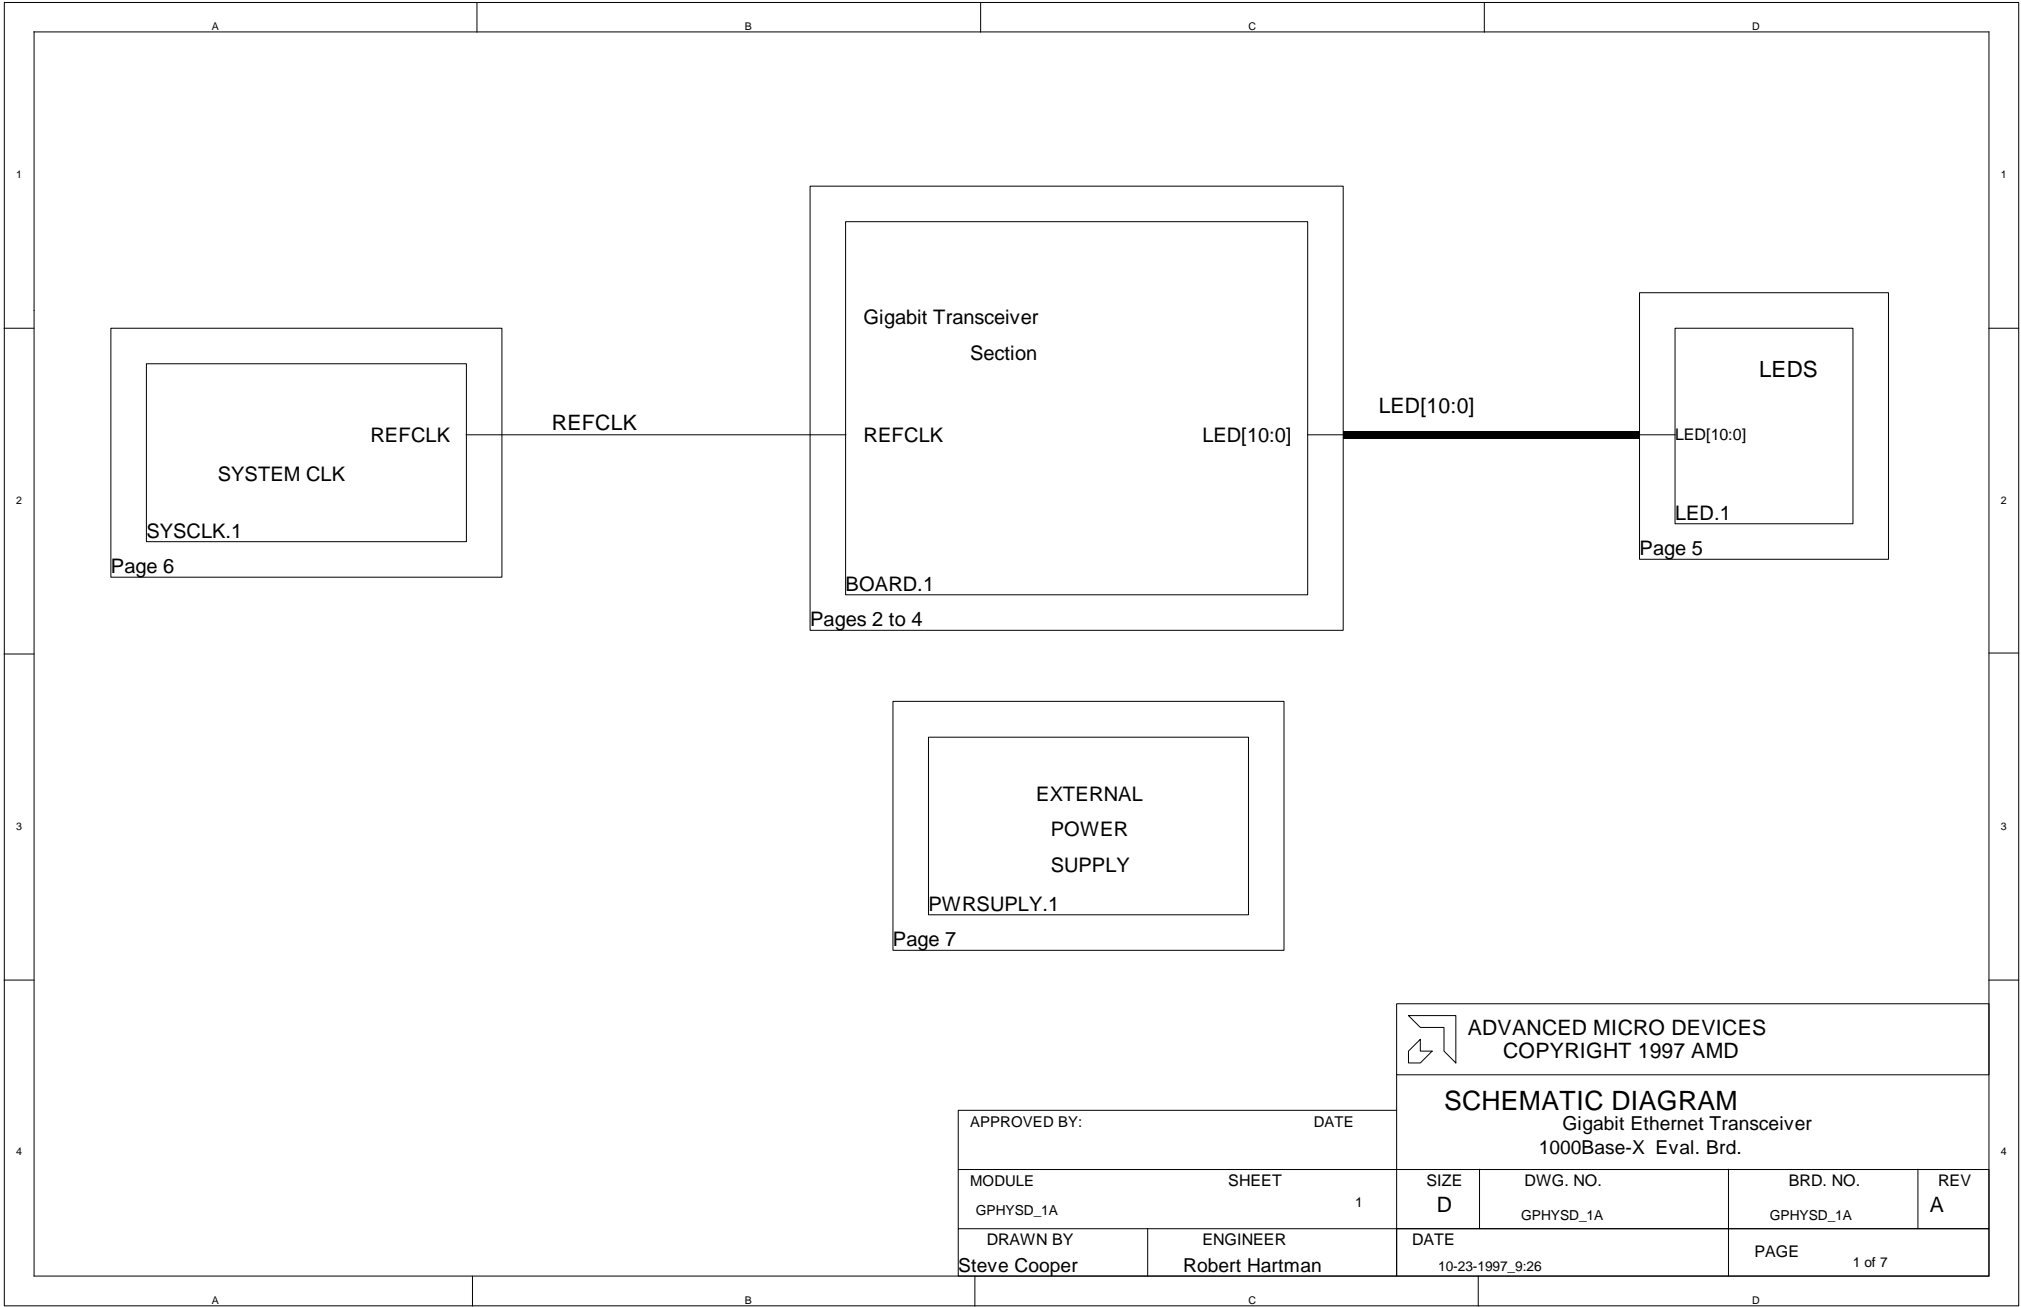 A B C D
1 1
Gigabit Transceiver
Section
REFCLK
SYSTEM CLK
SYSCLK.1
Page 6
REFCLK
REFCLK LED[10:0]
BOARD.1
Pages 2 to 4
LED[10:0]
LEDS
LED[10:0]
LED.1
Page 5
2 2
EXTERNAL
POWER
SUPPLY
PWRSUPLY.1
Page 7
3 3
ADVANCED MICRO DEVICES
COPYRIGHT 1997 AMD
SCHEMATIC DIAGRAM
Gigabit Ethernet Transceiver
1000Base-X Eval. Brd.
APPROVED BY: DATE
MODULE SHEET
GPHYSD_1A 1
SIZE DWG. NO. BRD. NO. REV
D GPHYSD_1A GPHYSD_1A A
DRAWN BY ENGINEER
Steve Cooper Robert Hartman
DATE
10-23-1997_9:26
PAGE 1 of 7
4 4
A B C D